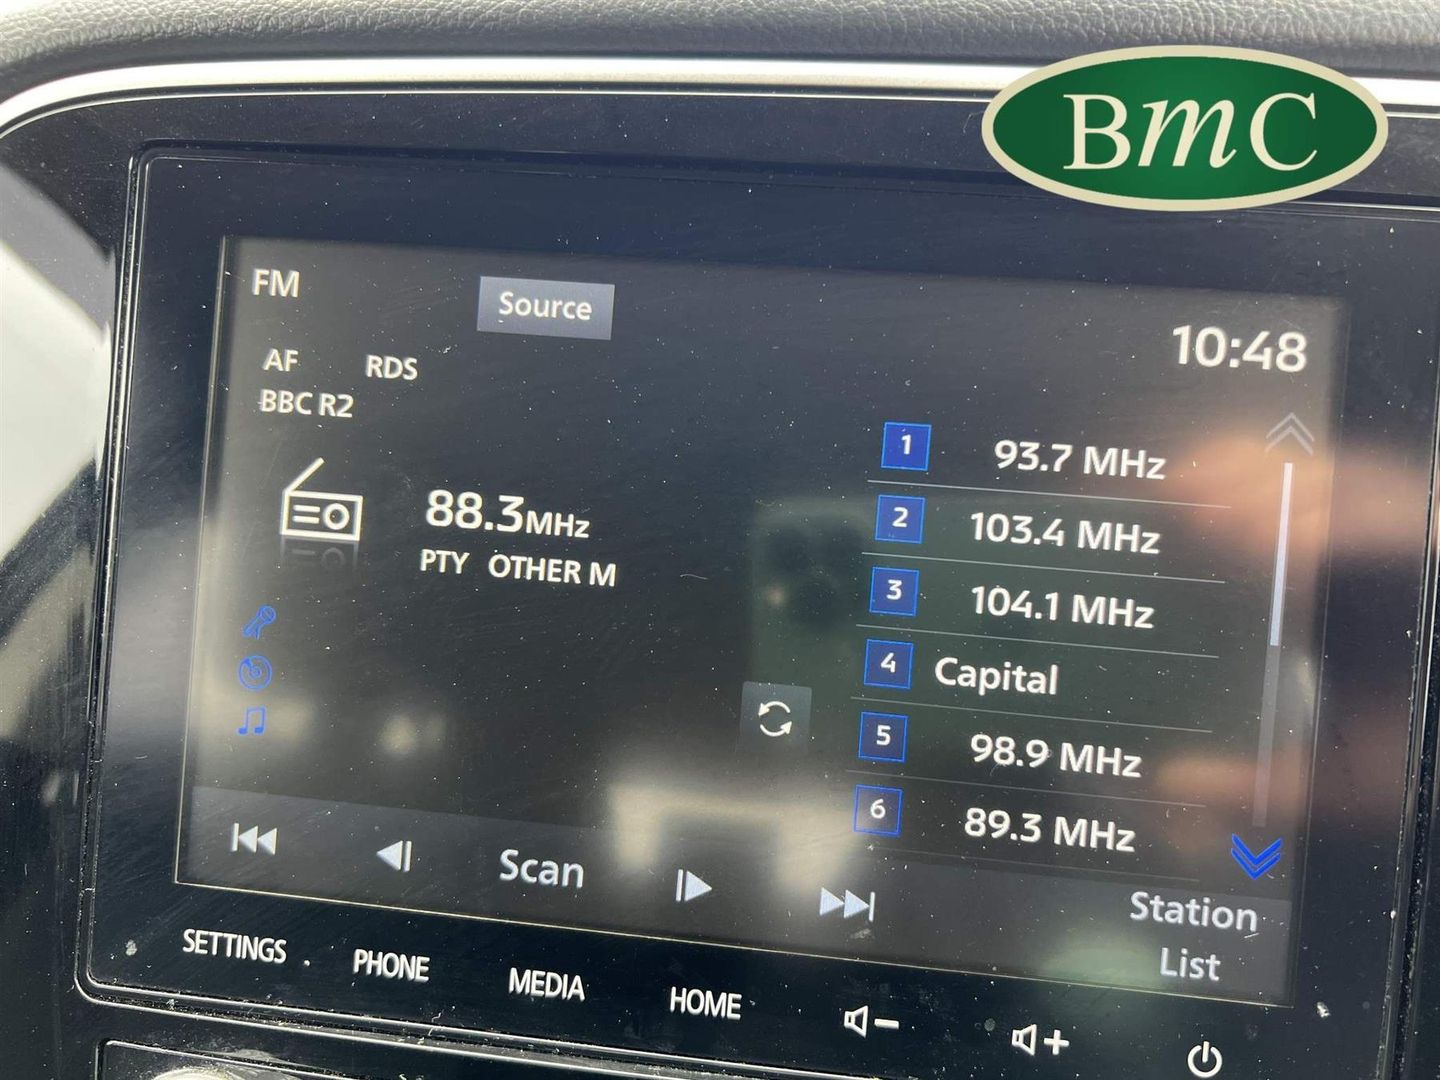 BmC
FM
Source
10:48
AF RDS
BBC R2
88.3MHz
PTY OTHER M
1 93.7 MHz
2 103.4 MHz
3 104.1 MHz
4 Capital
5 98.9 MHz
6 89.3 MHz
Scan
Station
List
SETTINGS PHONE MEDIA HOME